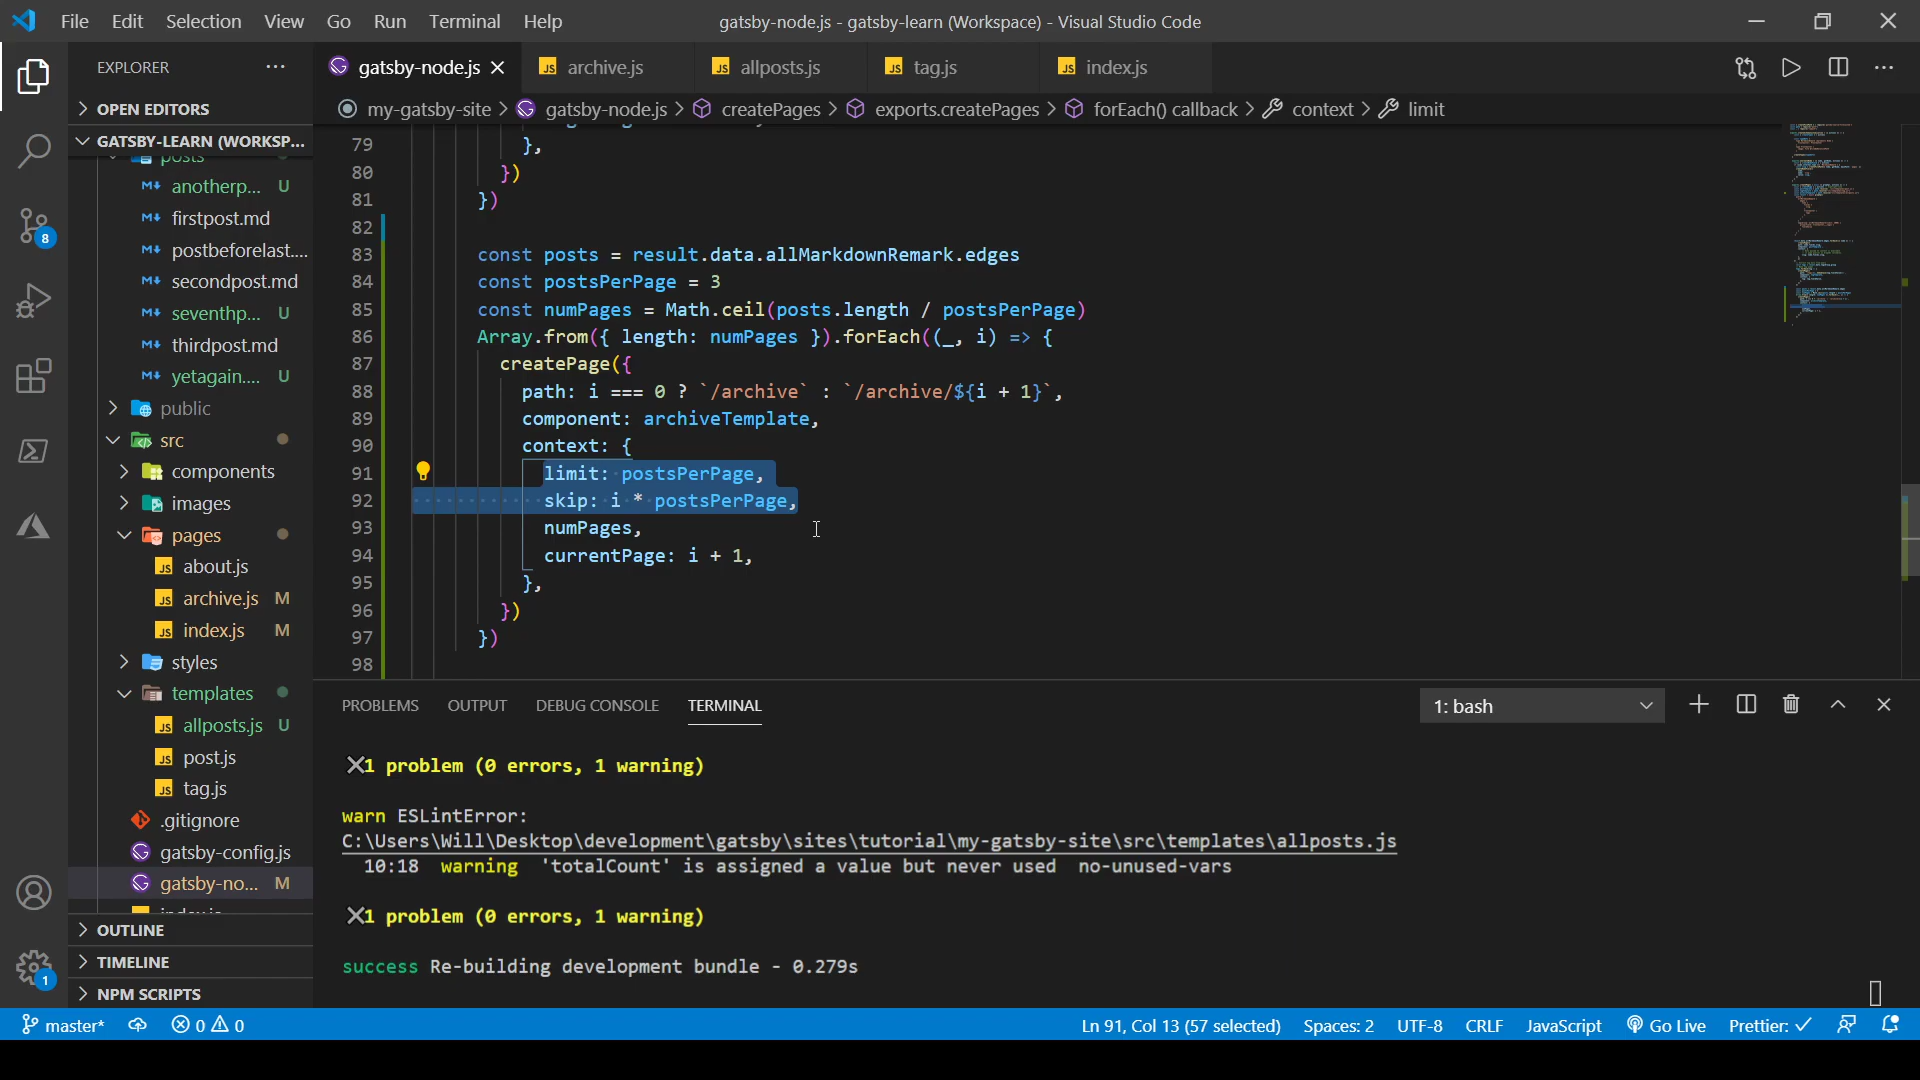 File Edit Selection View Go Run Terminal Help
gatsby-node.js - gatsby-learn (Workspace) - Visual Studio Code
EXPLORER
OPEN EDITORS
GATSBY-LEARN (WORKSP...
posts
anotherp... U
firstpost.md
postbeforelast....
secondpost.md
seventhp... U
thirdpost.md
yetagain.... U
public
src
components
images
pages
about.js
archive.js M
index.js M
styles
templates
allposts.js U
post.js
tag.js
.gitignore
gatsby-config.js
gatsby-no... M
OUTLINE
TIMELINE
NPM SCRIPTS
8
1
gatsby-node.js archive.js allposts.js tag.js index.js
my-gatsby-site > gatsby-node.js > createPages > exports.createPages > forEach() callback > context > limit
79 },
80 })
81 })
82
83 const posts = result.data.allMarkdownRemark.edges
84 const postsPerPage = 3
85 const numPages = Math.ceil(posts.length / postsPerPage)
86 Array.from({ length: numPages }).forEach((_, i) => {
87 createPage({
88 path: i === 0 ? `/archive` : `/archive/${i + 1}`,
89 component: archiveTemplate,
90 context: {
91 limit: postsPerPage,
92 skip: i * postsPerPage,
93 numPages,
94 currentPage: i + 1,
95 },
96 })
97 })
98
PROBLEMS OUTPUT DEBUG CONSOLE TERMINAL
1: bash
1 problem (0 errors, 1 warning)
warn ESLintError:
C:\Users\Will\Desktop\development\gatsby\sites\tutorial\my-gatsby-site\src\templates\allposts.js
10:18 warning 'totalCount' is assigned a value but never used no-unused-vars
1 problem (0 errors, 1 warning)
success Re-building development bundle - 0.279s
master* 0 0
Ln 91, Col 13 (57 selected) Spaces: 2 UTF-8 CRLF JavaScript Go Live Prettier: ✓